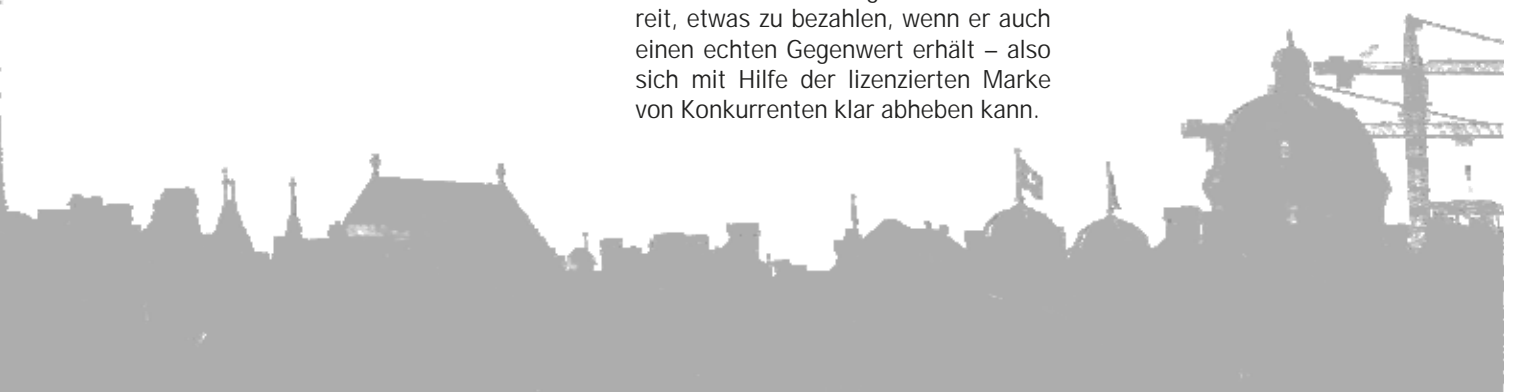 reit, etwas zu bezahlen, wenn er auch
einen echten Gegenwert erhält – also
sich mit Hilfe der lizenzierten Marke
von Konkurrenten klar abheben kann.